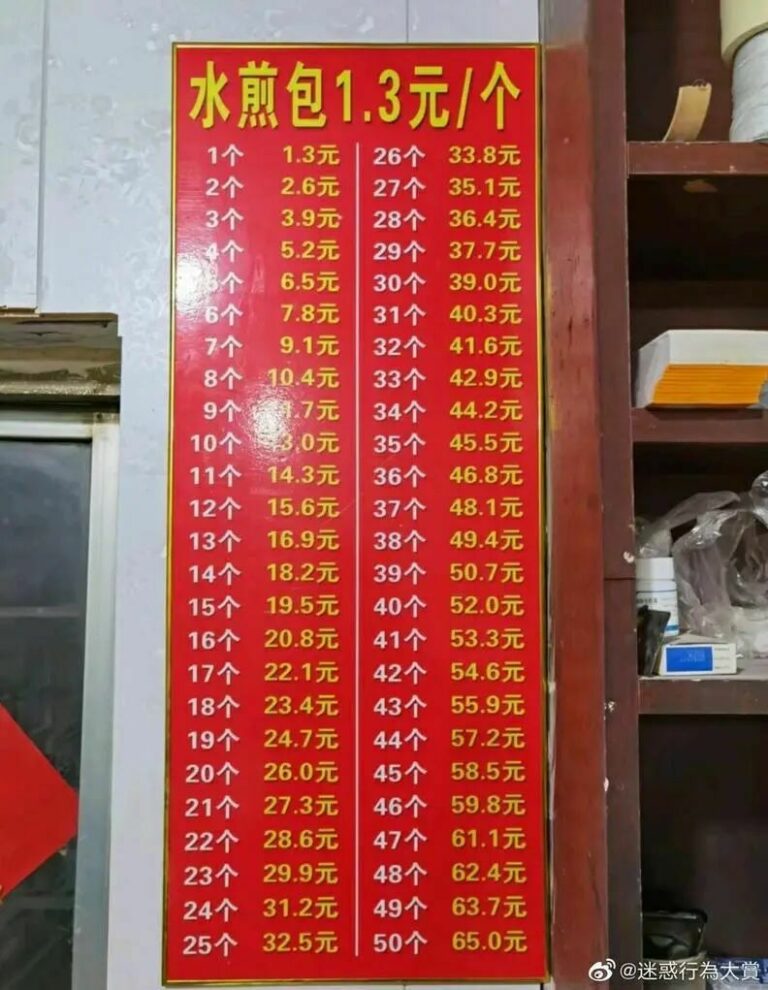 水煎包1.3元/个
1个 1.3元
2个 2.6元
3个 3.9元
4个 5.2元
5个 6.5元
6个 7.8元
7个 9.1元
8个 10.4元
9个 11.7元
10个 13.0元
11个 14.3元
12个 15.6元
13个 16.9元
14个 18.2元
15个 19.5元
16个 20.8元
17个 22.1元
18个 23.4元
19个 24.7元
20个 26.0元
21个 27.3元
22个 28.6元
23个 29.9元
24个 31.2元
25个 32.5元
26个 33.8元
27个 35.1元
28个 36.4元
29个 37.7元
30个 39.0元
31个 40.3元
32个 41.6元
33个 42.9元
34个 44.2元
35个 45.5元
36个 46.8元
37个 48.1元
38个 49.4元
39个 50.7元
40个 52.0元
41个 53.3元
42个 54.6元
43个 55.9元
44个 57.2元
45个 58.5元
46个 59.8元
47个 61.1元
48个 62.4元
49个 63.7元
50个 65.0元
@迷惑行為大賞